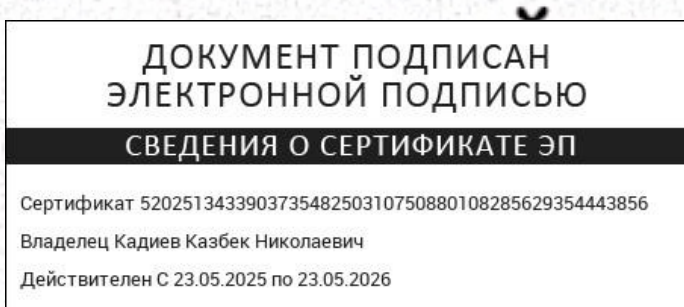 ДОКУМЕНТ ПОДПИСАН
ЭЛЕКТРОННОЙ ПОДПИСЬЮ
СВЕДЕНИЯ О СЕРТИФИКАТЕ ЭП
Сертификат 520251343390373548250310750880108285629354443856
Владелец Кадиев Казбек Николаевич
Действителен С 23.05.2025 по 23.05.2026